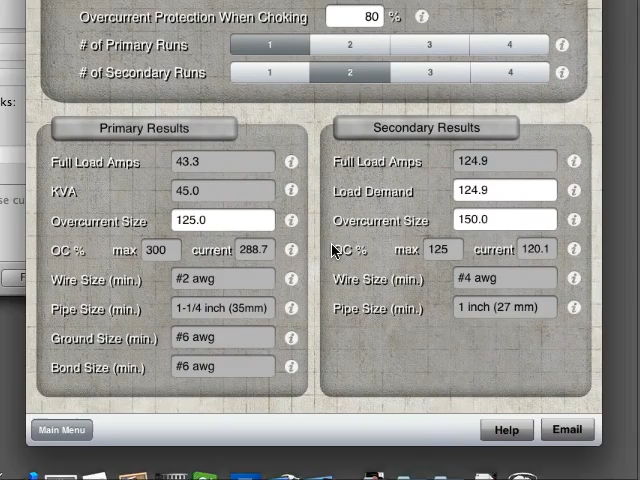 Overcurrent Protection When Choking 80 %
# of Primary Runs 1 2 3 4
# of Secondary Runs 1 2 3 4
ks:
Primary Results
Full Load Amps 43.3
KVA 45.0
Overcurrent Size 125.0
OC % max 300 current 288.7
Wire Size (min.) #2 awg
Pipe Size (min.) 1-1/4 inch (35mm)
Ground Size (min.) #6 awg
Bond Size (min.) #6 awg
Secondary Results
Full Load Amps 124.9
Load Demand 124.9
Overcurrent Size 150.0
OC % max 125 current 120.1
Wire Size (min.) #4 awg
Pipe Size (min.) 1 inch (27 mm)
se cu
F
Main Menu
Help
Email